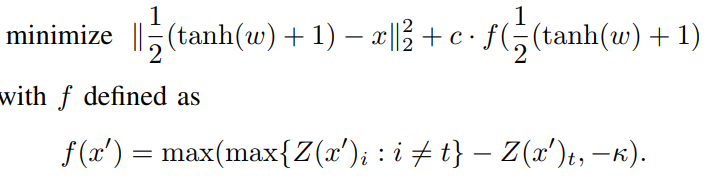 minimize ‖½(tanh(w) + 1) − x‖₂² + c · f(½(tanh(w) + 1)
with f defined as
f(x′) = max(max{Z(x′)ᵢ : i ≠ t} − Z(x′)ₜ, −κ).